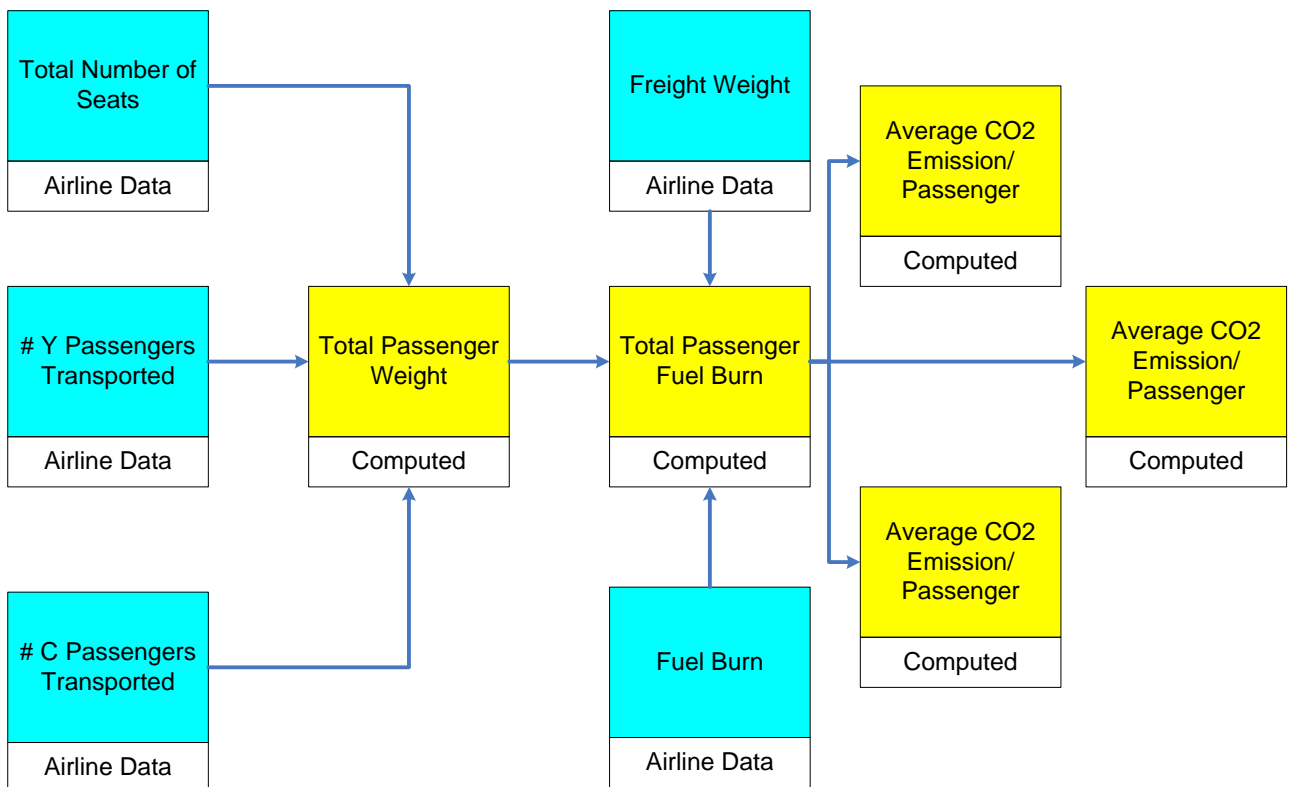 Total Number of
Seats
Airline Data
Freight Weight
Airline Data
Average CO2
Emission/
Passenger
Computed
# Y Passengers
Transported
Airline Data
Total Passenger
Weight
Computed
Total Passenger
Fuel Burn
Computed
Average CO2
Emission/
Passenger
Computed
# C Passengers
Transported
Airline Data
Fuel Burn
Airline Data
Average CO2
Emission/
Passenger
Computed